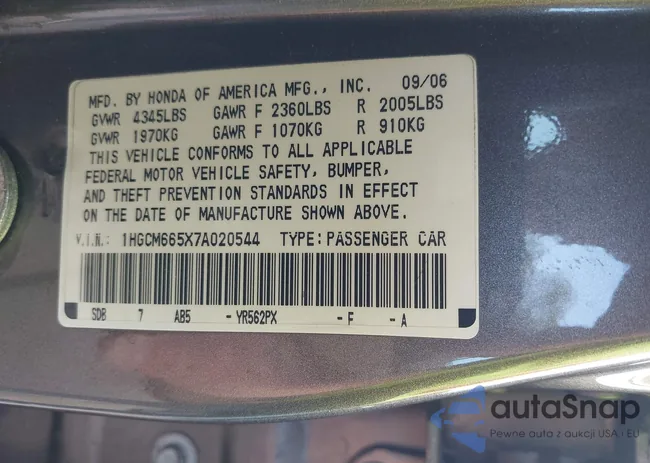 MFD. BY HONDA OF AMERICA MFG., INC. 09/06
GVWR 4345LBS GAWR F 2360LBS R 2005LBS
GVWR 1970KG GAWR F 1070KG R 910KG
THIS VEHICLE CONFORMS TO ALL APPLICABLE
FEDERAL MOTOR VEHICLE SAFETY, BUMPER,
AND THEFT PREVENTION STANDARDS IN EFFECT
ON THE DATE OF MANUFACTURE SHOWN ABOVE.
V.I.N. 1HGCM665X7A020544 TYPE:PASSENGER CAR
SDB 7 AB5 -YR562PX -F -A
autaSnap
Pewne auta z aukcji USA i EU